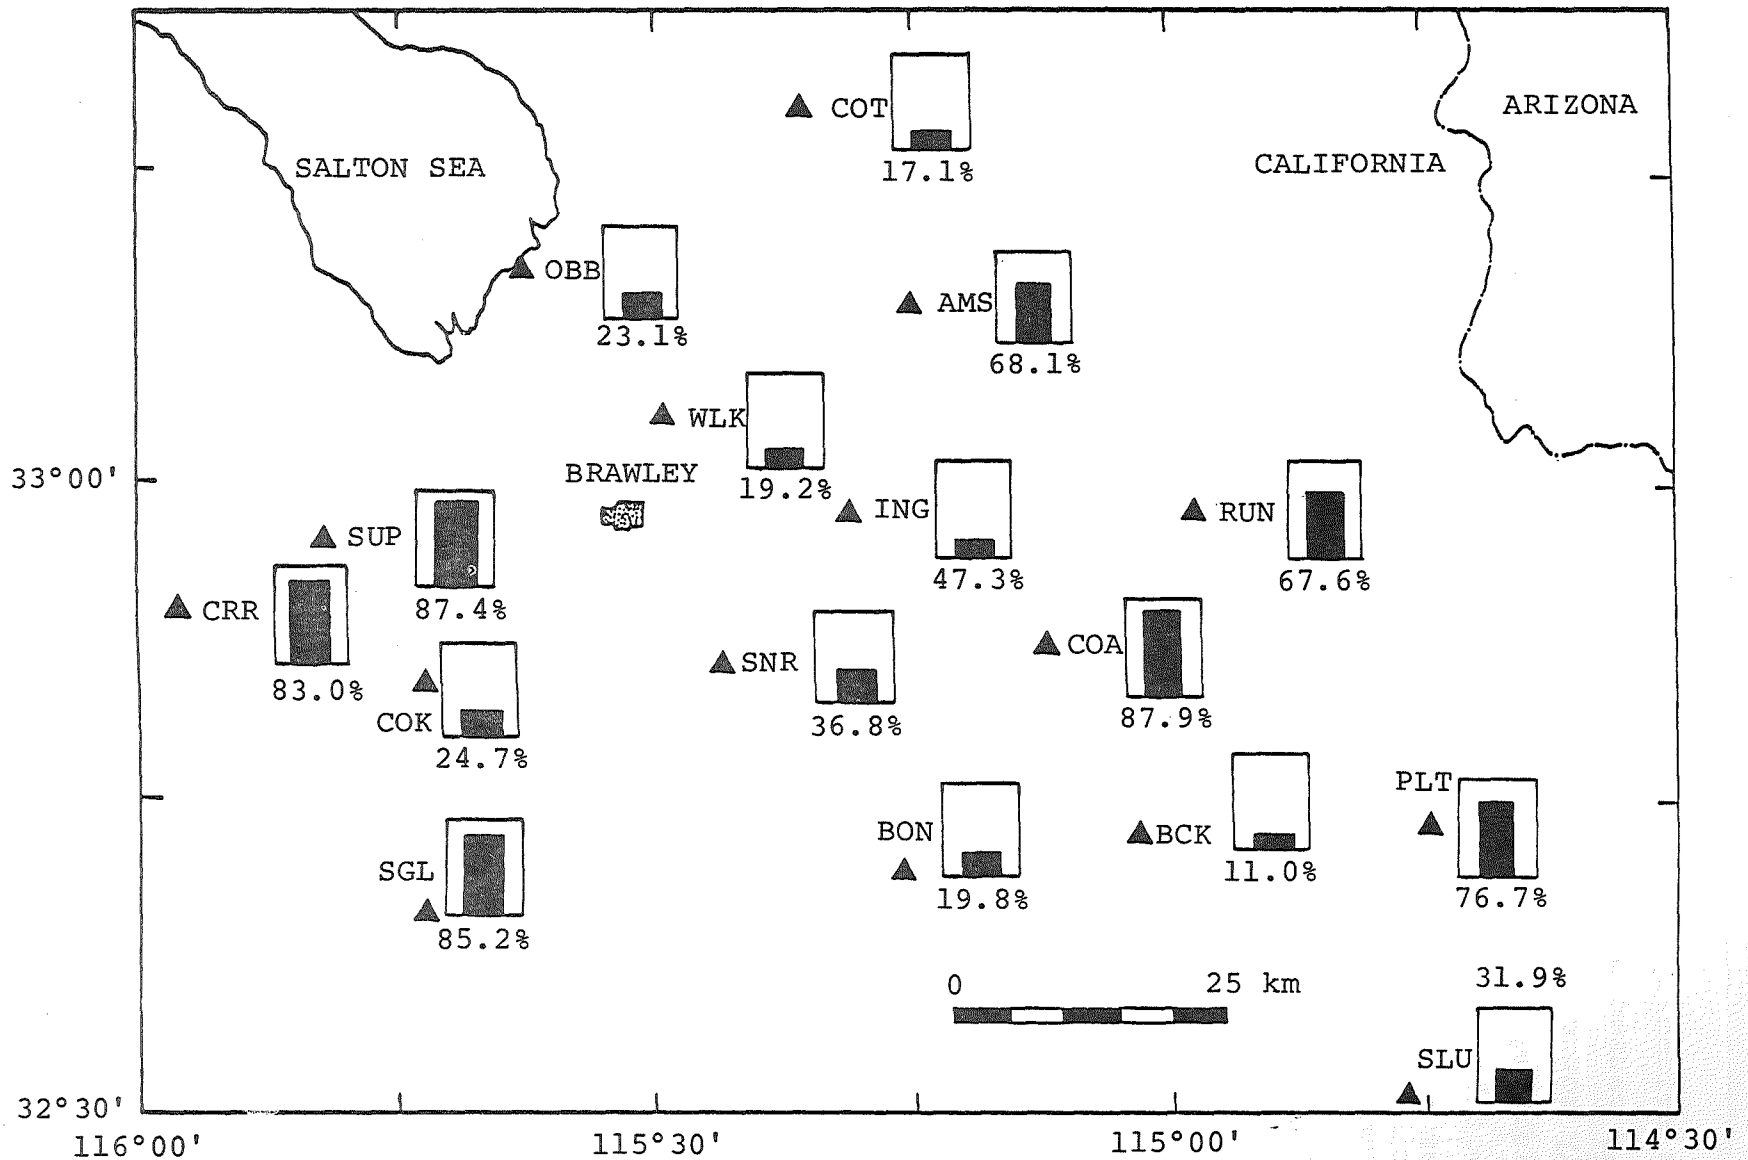 COT
ARIZONA
17.1%
CALIFORNIA
SALTON SEA
OBB
23.1%
AMS
68.1%
WLK
19.2%
BRAWLEY
33°00'
ING
47.3%
RUN
67.6%
SUP
87.4%
CRR
83.0%
SNR
36.8%
COA
87.9%
COK
24.7%
PLT
76.7%
BON
19.8%
BCK
11.0%
SGL
85.2%
0 25 km
31.9%
SLU
32°30'
116°00' 115°30' 115°00' 114°30'